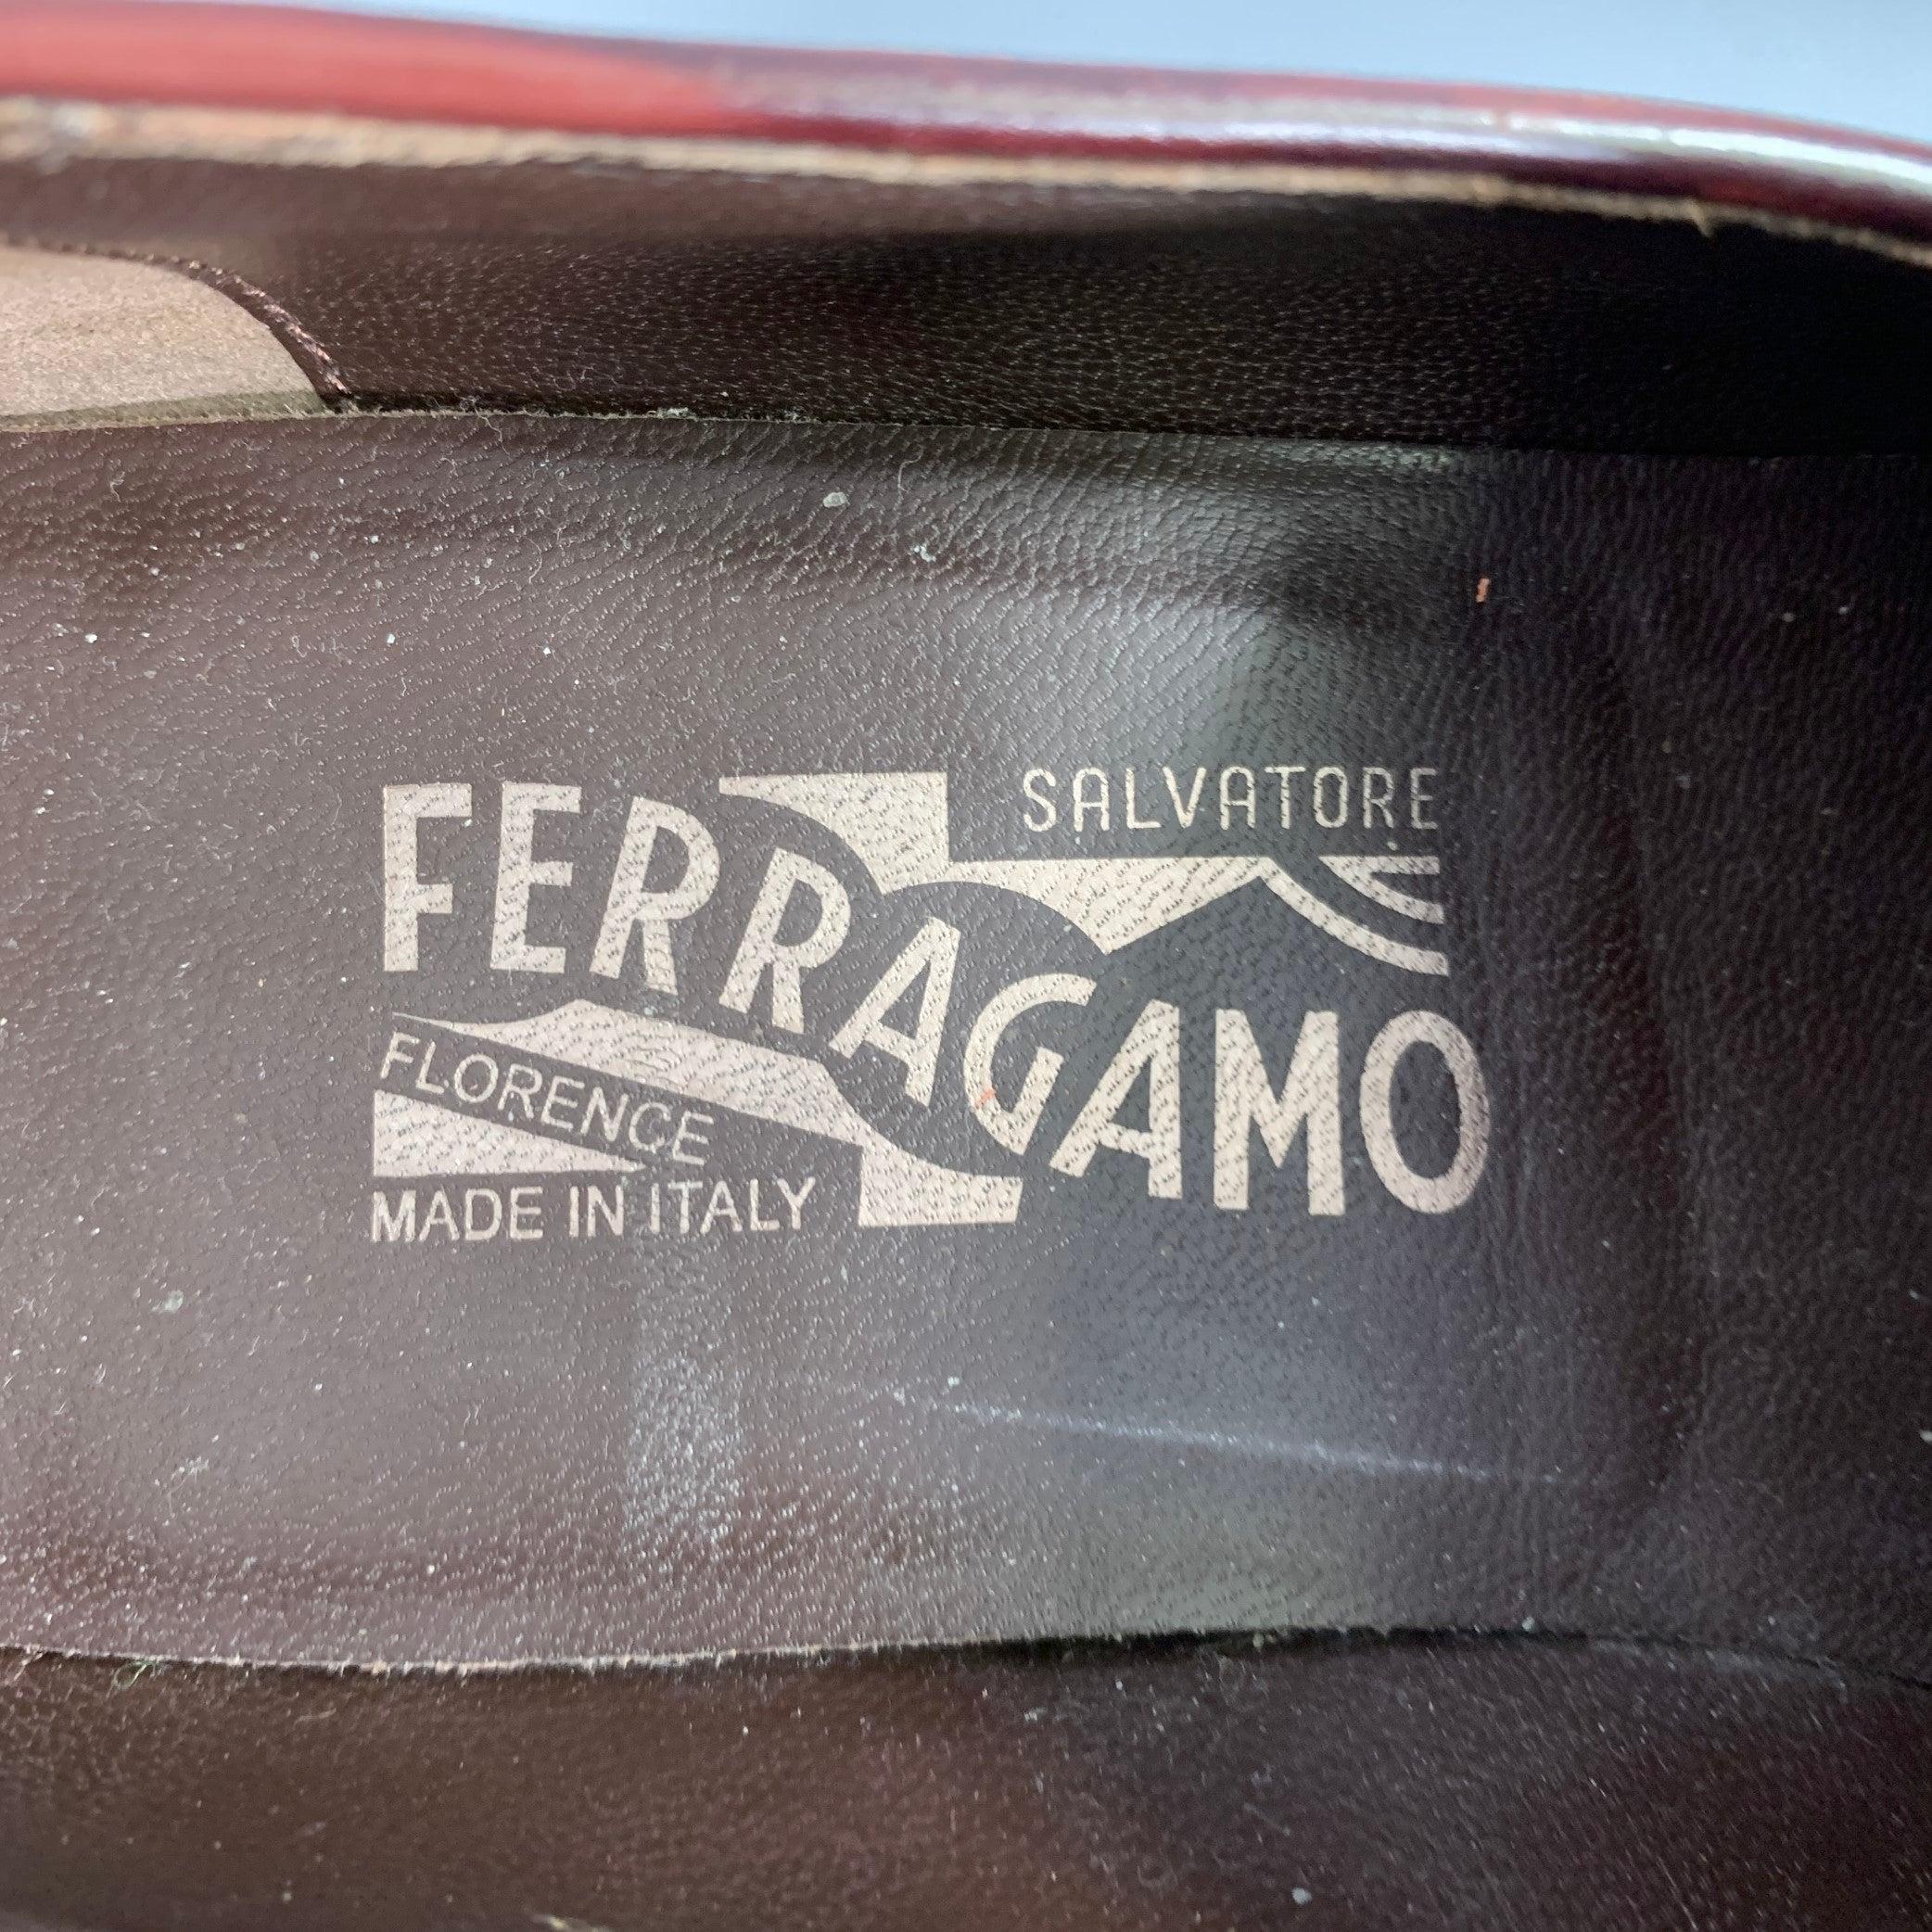 SALVATORE
FERRAGAMO
FLORENCE
MADE IN ITALY